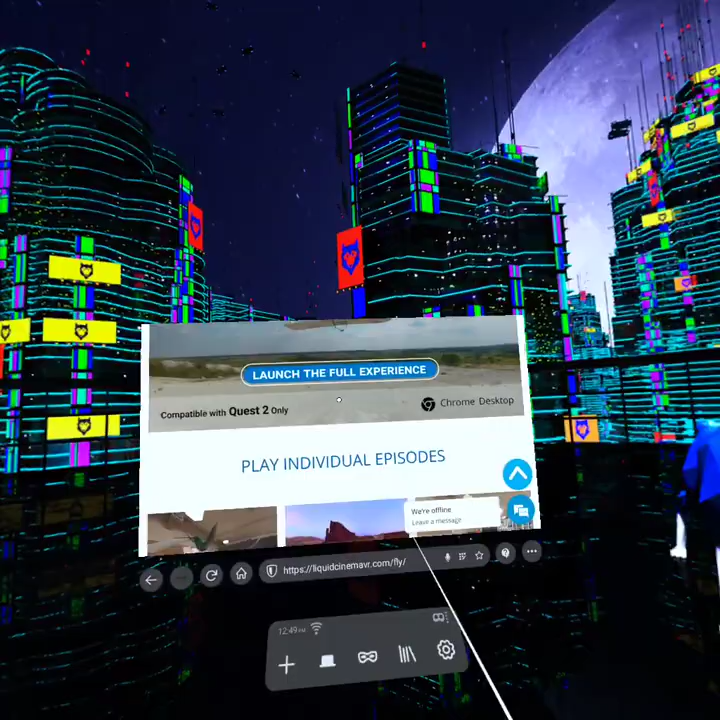 LAUNCH THE FULL EXPERIENCE
Compatible with Quest 2 Only
Chrome Desktop
PLAY INDIVIDUAL EPISODES
We're offline
Leave a message
https://liquidcinemavr.com/fly/
12:49 PM